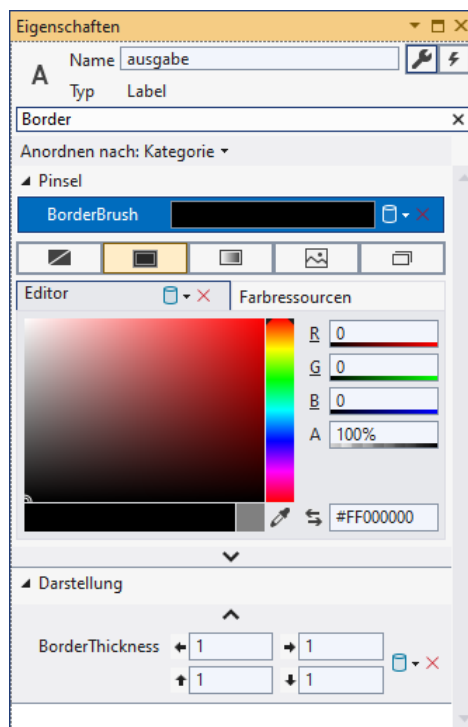 Eigenschaften
A
Name ausgabe
Typ Label
Border
Anordnen nach: Kategorie
Pinsel
BorderBrush
Editor
Farbressourcen
R 0
G 0
B 0
A 100%
#FF000000
Darstellung
BorderThickness 1 1
1 1